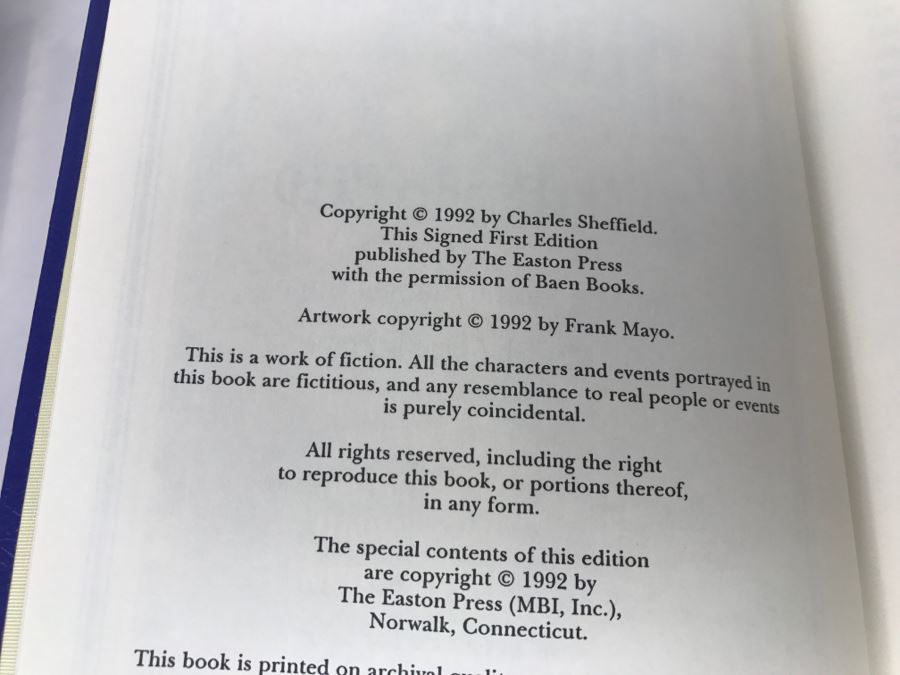 Copyright © 1992 by Charles Sheffield.
This Signed First Edition
published by The Easton Press
with the permission of Baen Books.
Artwork copyright © 1992 by Frank Mayo.
This is a work of fiction. All the characters and events portrayed in
this book are fictitious, and any resemblance to real people or events
is purely coincidental.
All rights reserved, including the right
to reproduce this book, or portions thereof,
in any form.
The special contents of this edition
are copyright © 1992 by
The Easton Press (MBI, Inc.),
Norwalk, Connecticut.
This book is printed on archival